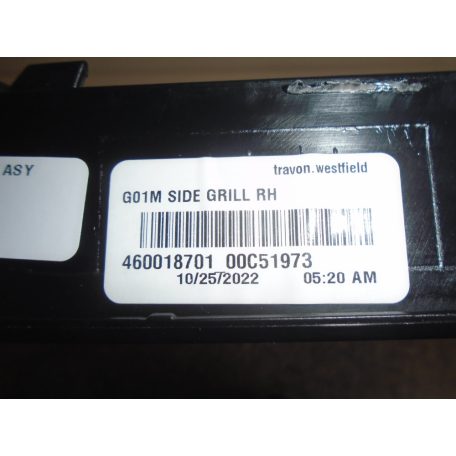 ASY
travon.westfield
G01M SIDE GRILL RH
460018701 00C51973
10/25/2022 05:20 AM